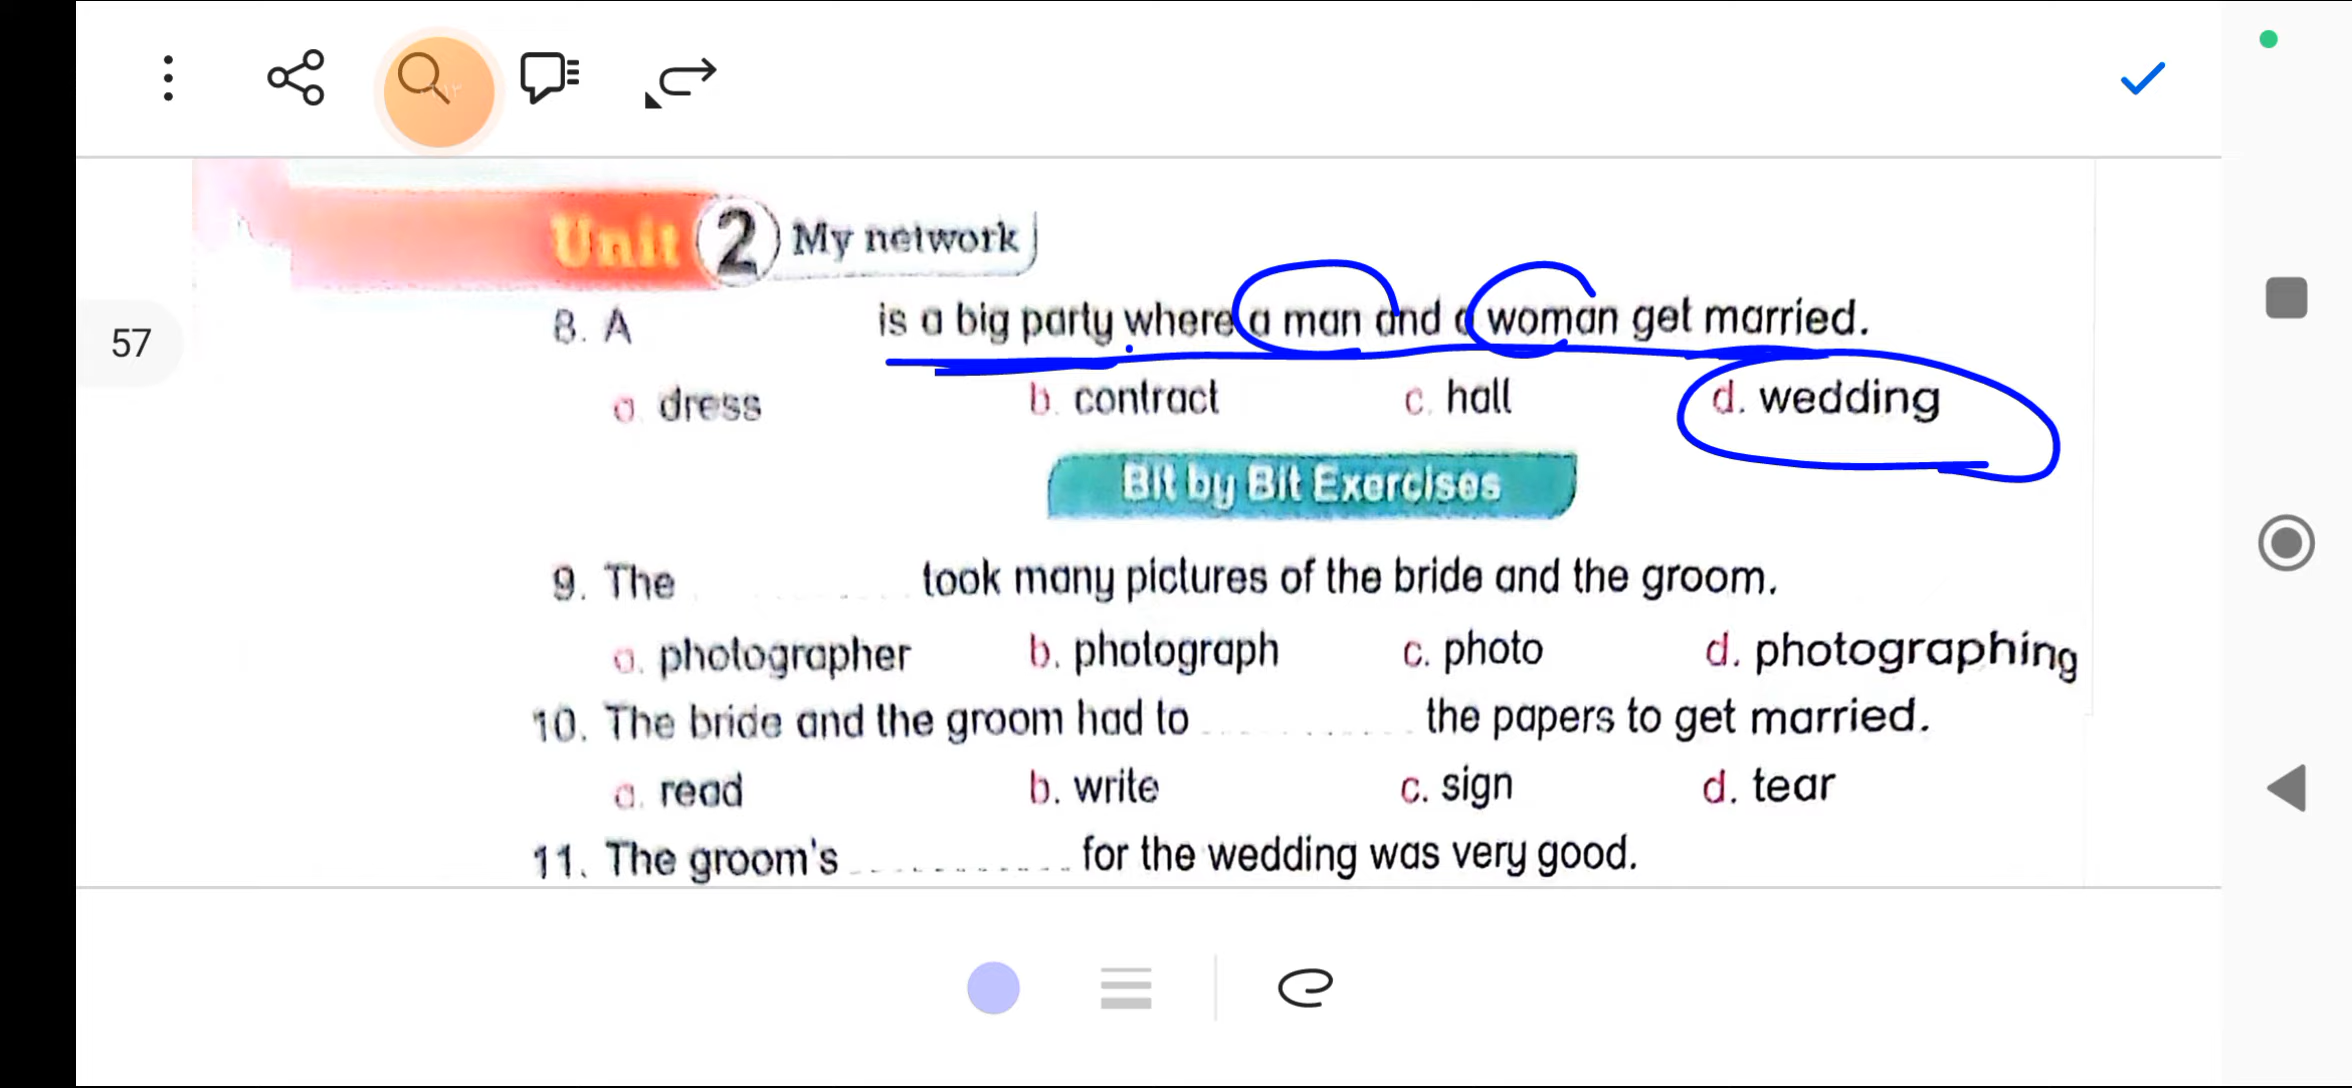 Unit 2 My network
57
8. A is a big party where a man and a woman get married.
a. dress b. contract c. hall d. wedding
Bit by Bit Exercises
9. The took many pictures of the bride and the groom.
a. photographer b. photograph c. photo d. photographing
10. The bride and the groom had to ............ the papers to get married.
a. read b. write c. sign d. tear
11. The groom's ............ for the wedding was very good.